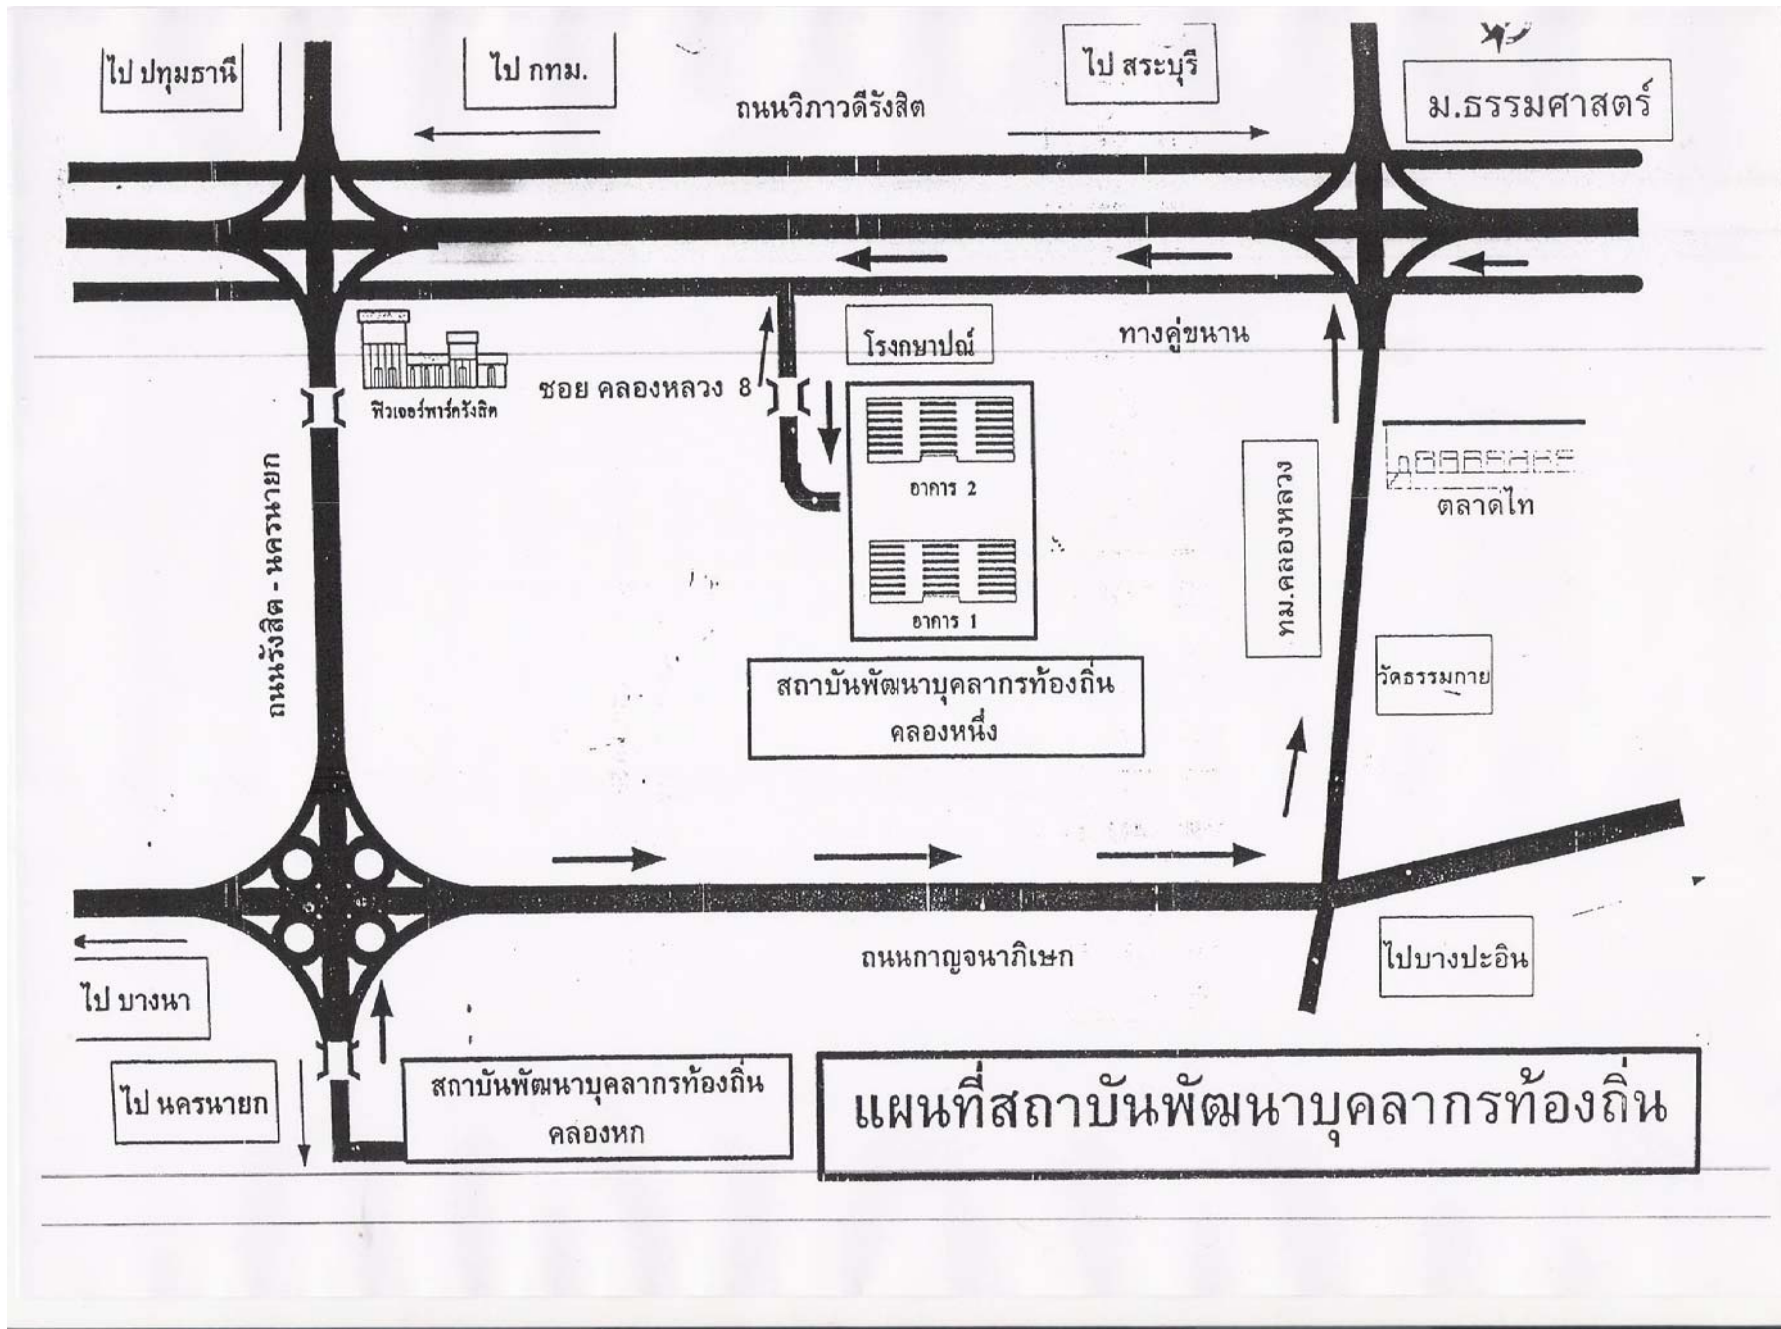 ไป ปทุมธานี
ไป กทม.
ถนนวิภาวดีรังสิต
ไป สระบุรี
ม.ธรรมศาสตร์
โรงกษาปณ์
ทางคู่ขนาน
ซอย คลองหลวง 8
ฟิวเจอร์พาร์ครังสิต
อาคาร 2
อาคาร 1
ถนนรังสิต - นครนายก
ทม.คลองหลวง
ตลาดไท
วัดธรรมกาย
สถาบันพัฒนาบุคลากรท้องถิ่น
คลองหนึ่ง
ถนนกาญจนาภิเษก
ไปบางปะอิน
ไป บางนา
ไป นครนายก
สถาบันพัฒนาบุคลากรท้องถิ่น
คลองหก
แผนที่สถาบันพัฒนาบุคลากรท้องถิ่น